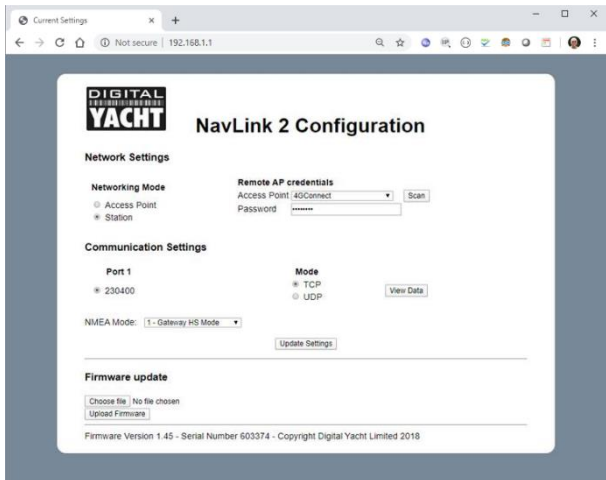 Current Settings
Not secure | 192.168.1.1
DIGITAL
YACHT
NavLink 2 Configuration
Network Settings
Networking Mode
Remote AP credentials
Access Point 4GConnect Scan
Access Point
Password ••••••••
Station
Communication Settings
Port 1 Mode
TCP
230400 View Data
UDP
NMEA Mode: 1 - Gateway HS Mode
Update Settings
Firmware update
Choose file No file chosen
Upload Firmware
Firmware Version 1.45 - Serial Number 603374 - Copyright Digital Yacht Limited 2018